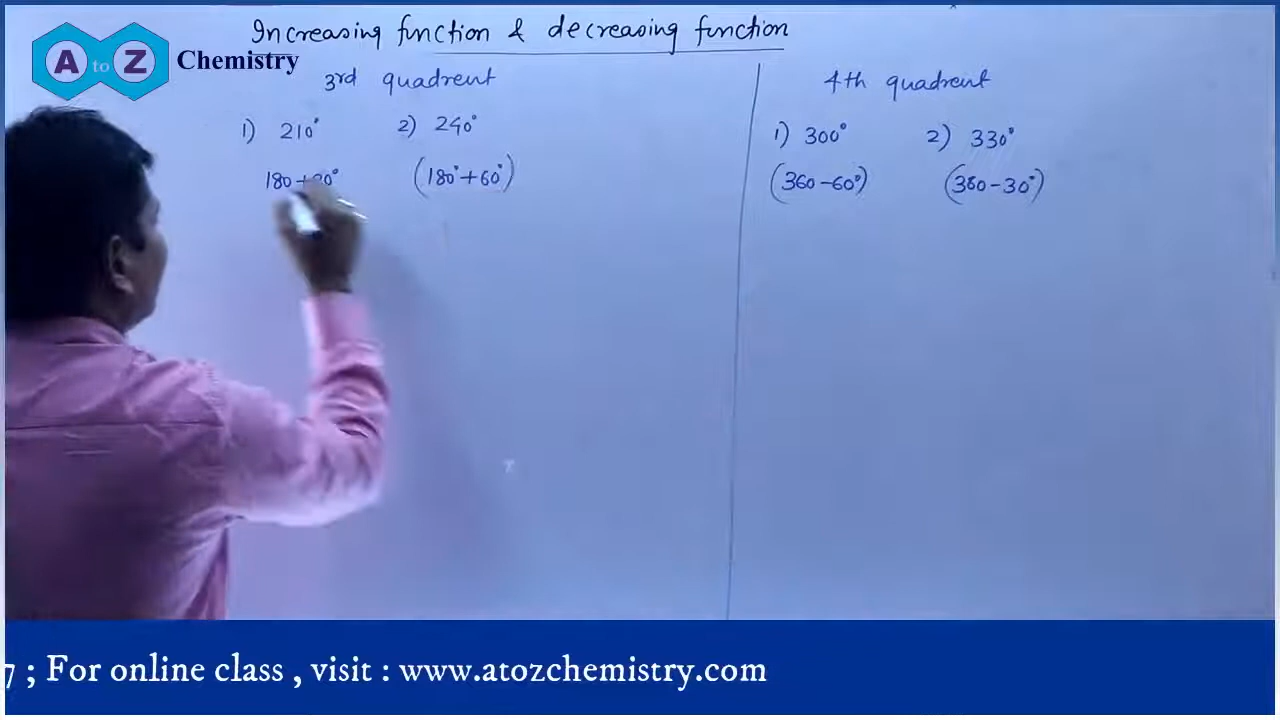 Increasing function & decreasing function
A to Z Chemistry
3rd quadrent
4th quadrent
1) 210° 2) 240°
1) 300° 2) 330°
180+30° (180°+60°)
(360-60°) (360-30°)
7 ; For online class , visit : www.atozchemistry.com